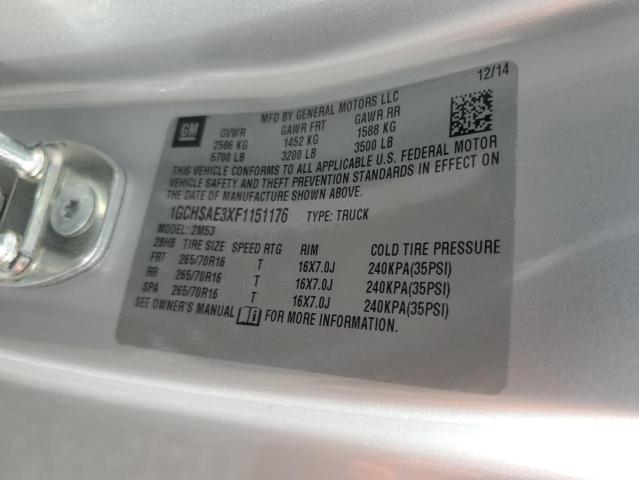 12/14
MFD BY GENERAL MOTORS LLC
GM
GVWR GAWR FRT GAWR RR
2586 KG 1452 KG 1588 KG
5700 LB 3200 LB 3500 LB
THIS VEHICLE CONFORMS TO ALL APPLICABLE U.S. FEDERAL MOTOR
VEHICLE SAFETY AND THEFT PREVENTION STANDARDS IN EFFECT ON
THE DATE OF MANUFACTURE SHOWN ABOVE.
1GCHSAE3XF1151176 TYPE: TRUCK
MODEL: 2M53
2BHB TIRE SIZE SPEED RTG RIM COLD TIRE PRESSURE
FRT 265/70R16 T 16X7.0J 240KPA(35PSI)
RR 265/70R16 T 16X7.0J 240KPA(35PSI)
SPA 265/70R16 T 16X7.0J 240KPA(35PSI)
SEE OWNER'S MANUAL FOR MORE INFORMATION.